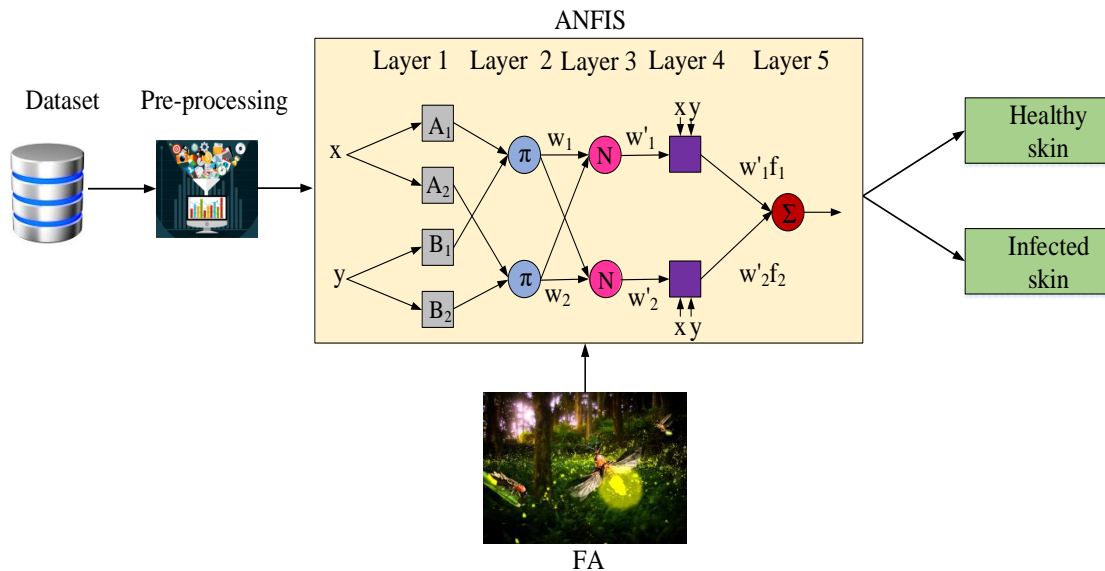 ANFIS
Layer 1 Layer 2 Layer 3 Layer 4 Layer 5
Dataset
Pre-processing
x
y
A₁
A₂
B₁
B₂
π
π
w₁
w₂
N
N
w'₁
w'₂
x y
x y
w'₁f₁
w'₂f₂
Σ
Healthy
skin
Infected
skin
FA